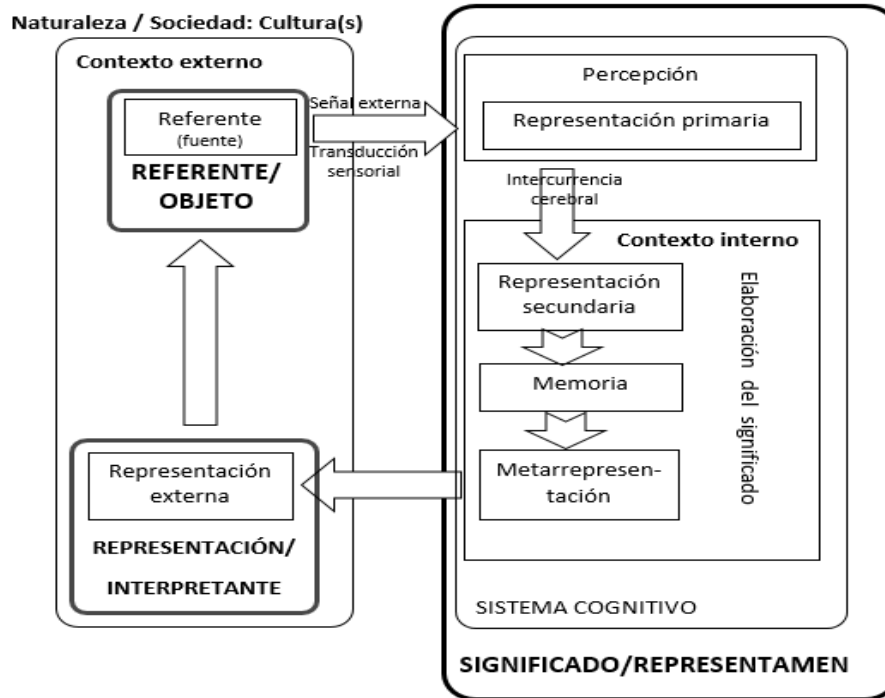 Naturaleza / Sociedad: Cultura(s)
Contexto externo
Referente
(fuente)
REFERENTE/
OBJETO
Señal externa
Transducción
sensorial
Percepción
Representación primaria
Intercurrencia
cerebral
Contexto interno
Representación
secundaria
Memoria
Metarrepresen-
tación
Elaboración del significado
Representación
externa
REPRESENTACIÓN/
INTERPRETANTE
SISTEMA COGNITIVO
SIGNIFICADO/REPRESENTAMEN